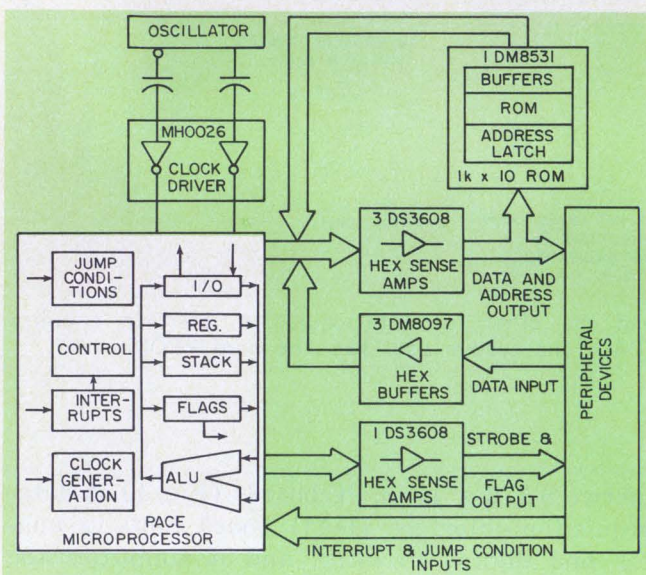 OSCILLATOR
MH0026
CLOCK
DRIVER
1 DM8531
BUFFERS
ROM
ADDRESS
LATCH
1k x 10 ROM
JUMP
CONDI-
TIONS
CONTROL
INTER-
RUPTS
CLOCK
GENER-
ATION
I/O
REG.
STACK
FLAGS
ALU
PACE
MICROPROCESSOR
3 DS3608
HEX SENSE
AMPS
DATA AND
ADDRESS
OUTPUT
3 DM8097
HEX
BUFFERS
DATA INPUT
1 DS3608
HEX SENSE
AMPS
STROBE &
FLAG
OUTPUT
INTERRUPT & JUMP CONDITION
INPUTS
PERIPHERAL
DEVICES